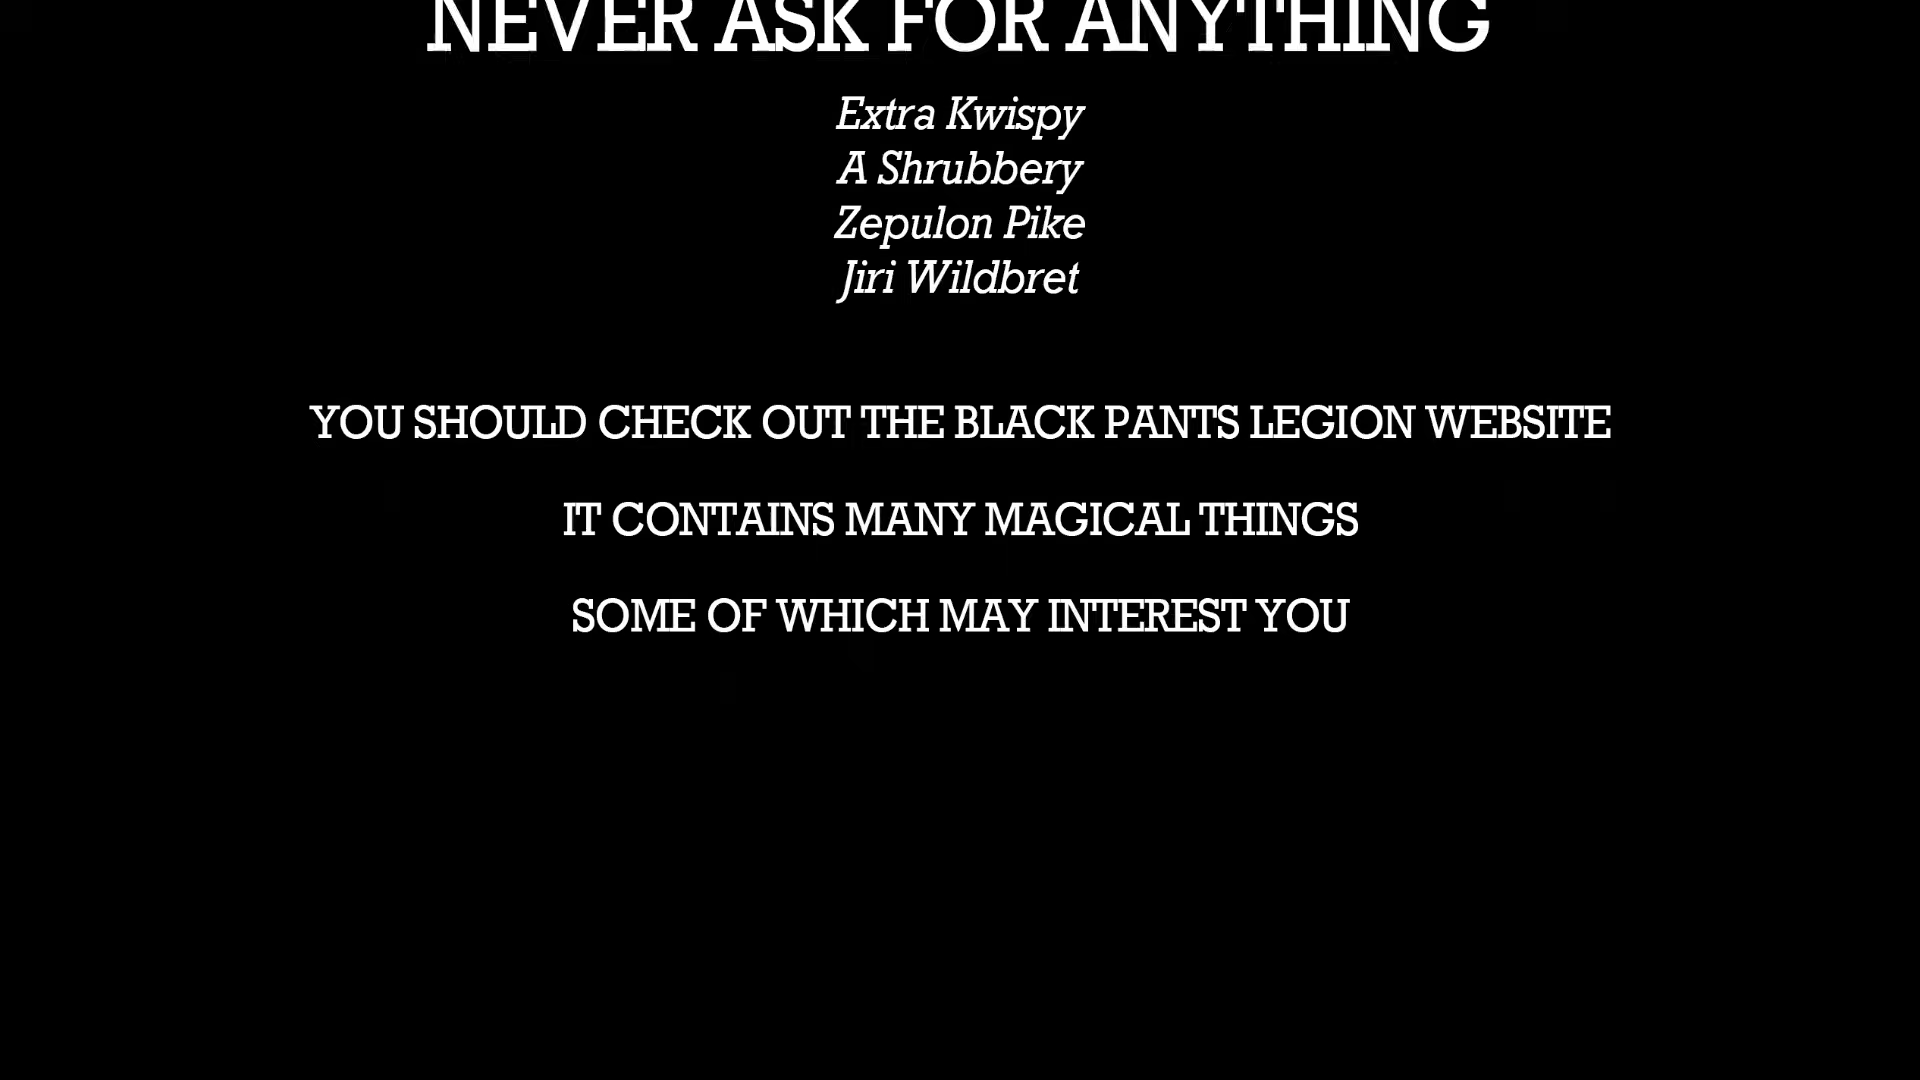 NEVER ASK FOR ANYTHING
Extra Kwispy
A Shrubbery
Zepulon Pike
Jiri Wildbret
YOU SHOULD CHECK OUT THE BLACK PANTS LEGION WEBSITE
IT CONTAINS MANY MAGICAL THINGS
SOME OF WHICH MAY INTEREST YOU